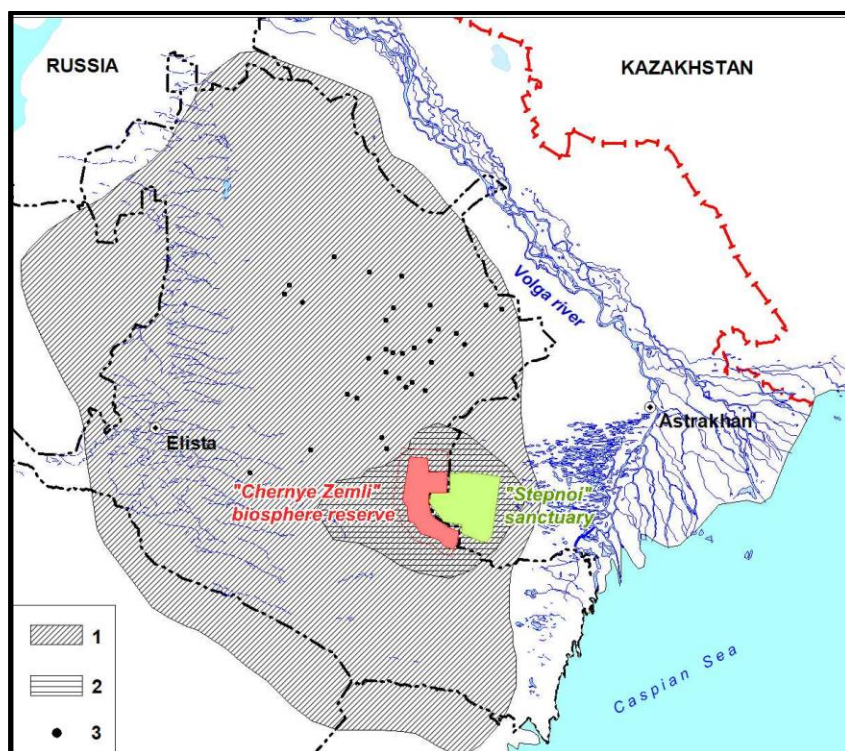 RUSSIA
KAZAKHSTAN
Volga river
Elista
Astrakhan'
"Chernye Zemli"
biosphere reserve
"Stepnoi"
sanctuary
Caspian Sea
1
2
3